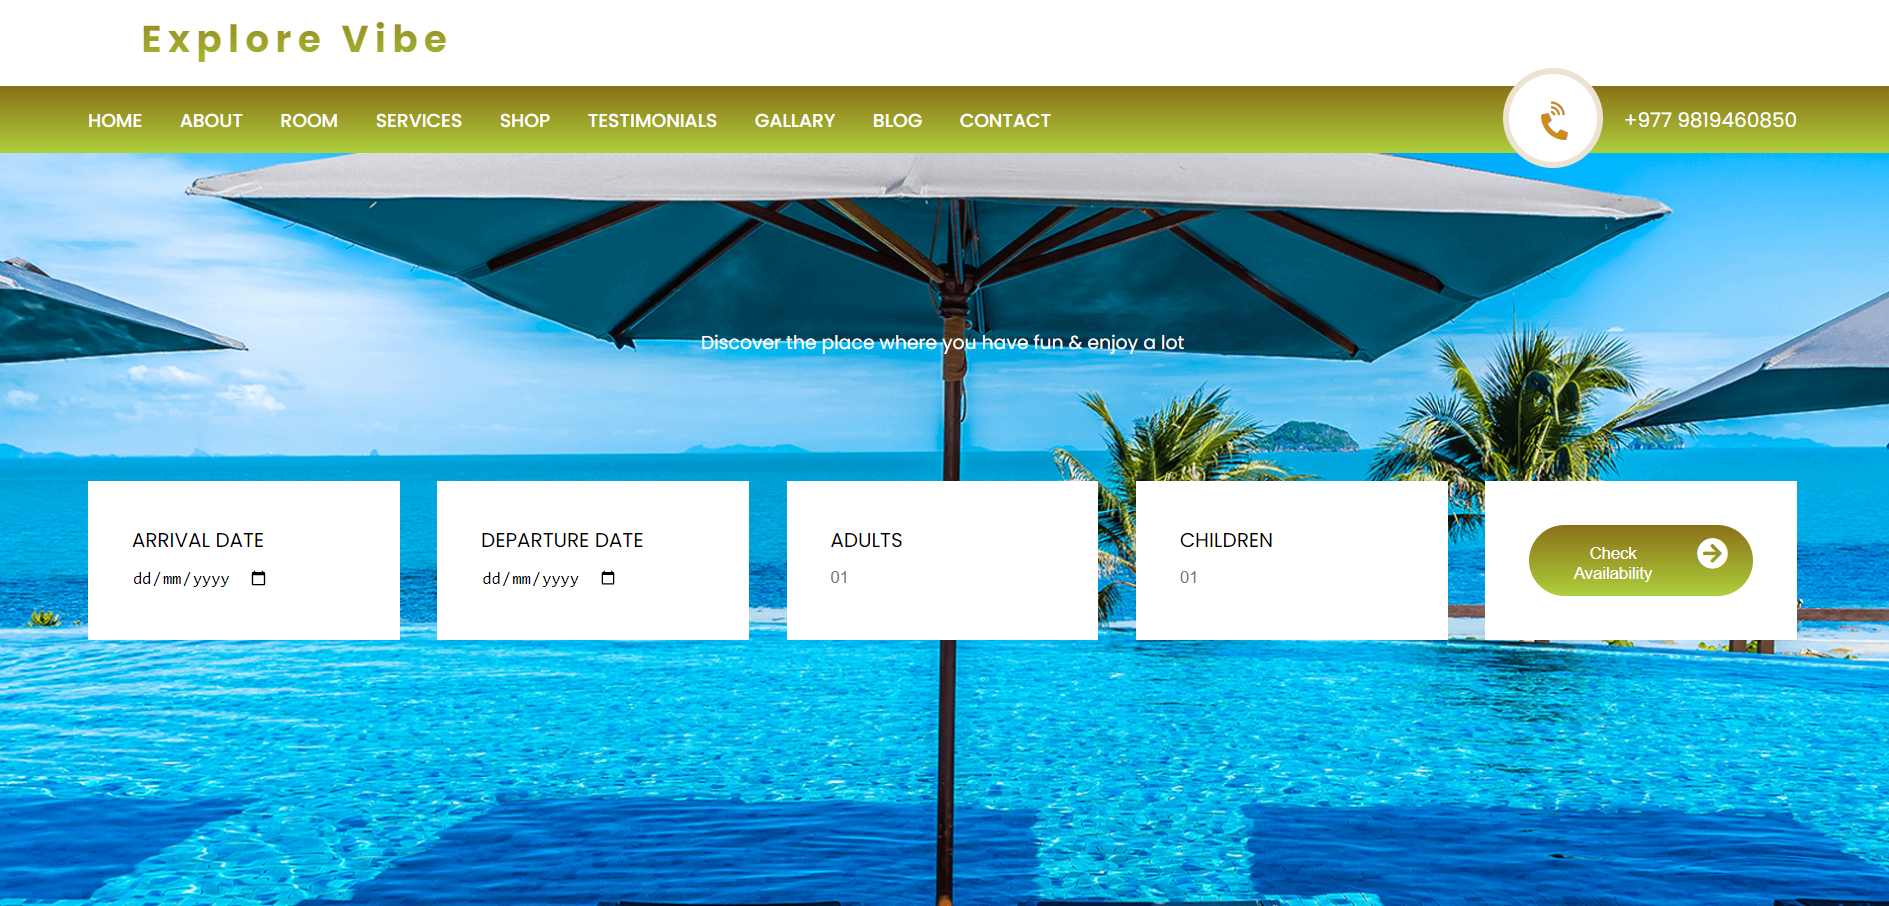 Explore Vibe
HOME ABOUT ROOM SERVICES SHOP TESTIMONIALS GALLARY BLOG CONTACT +977 9819460850
Discover the place where you have fun & enjoy a lot
ARRIVAL DATE
dd/mm/yyyy
DEPARTURE DATE
dd/mm/yyyy
ADULTS
01
CHILDREN
01
Check
Availability